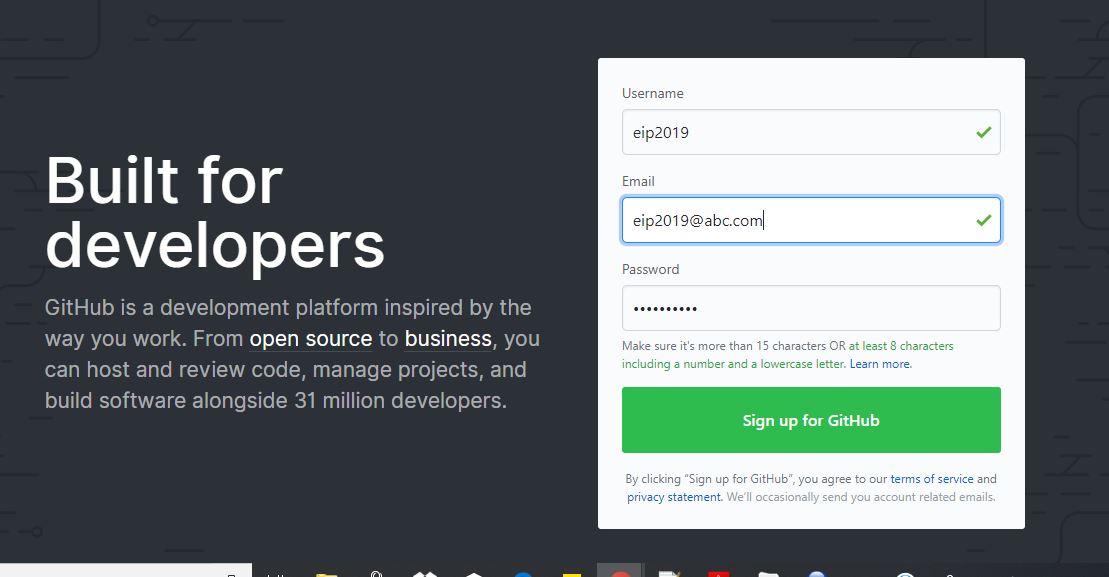 Built for
developers
GitHub is a development platform inspired by the
way you work. From open source to business, you
can host and review code, manage projects, and
build software alongside 31 million developers.
Username
eip2019
Email
eip2019@abc.com
Password
••••••••••
Make sure it's more than 15 characters OR at least 8 characters
including a number and a lowercase letter. Learn more.
Sign up for GitHub
By clicking “Sign up for GitHub”, you agree to our terms of service and
privacy statement. We’ll occasionally send you account related emails.